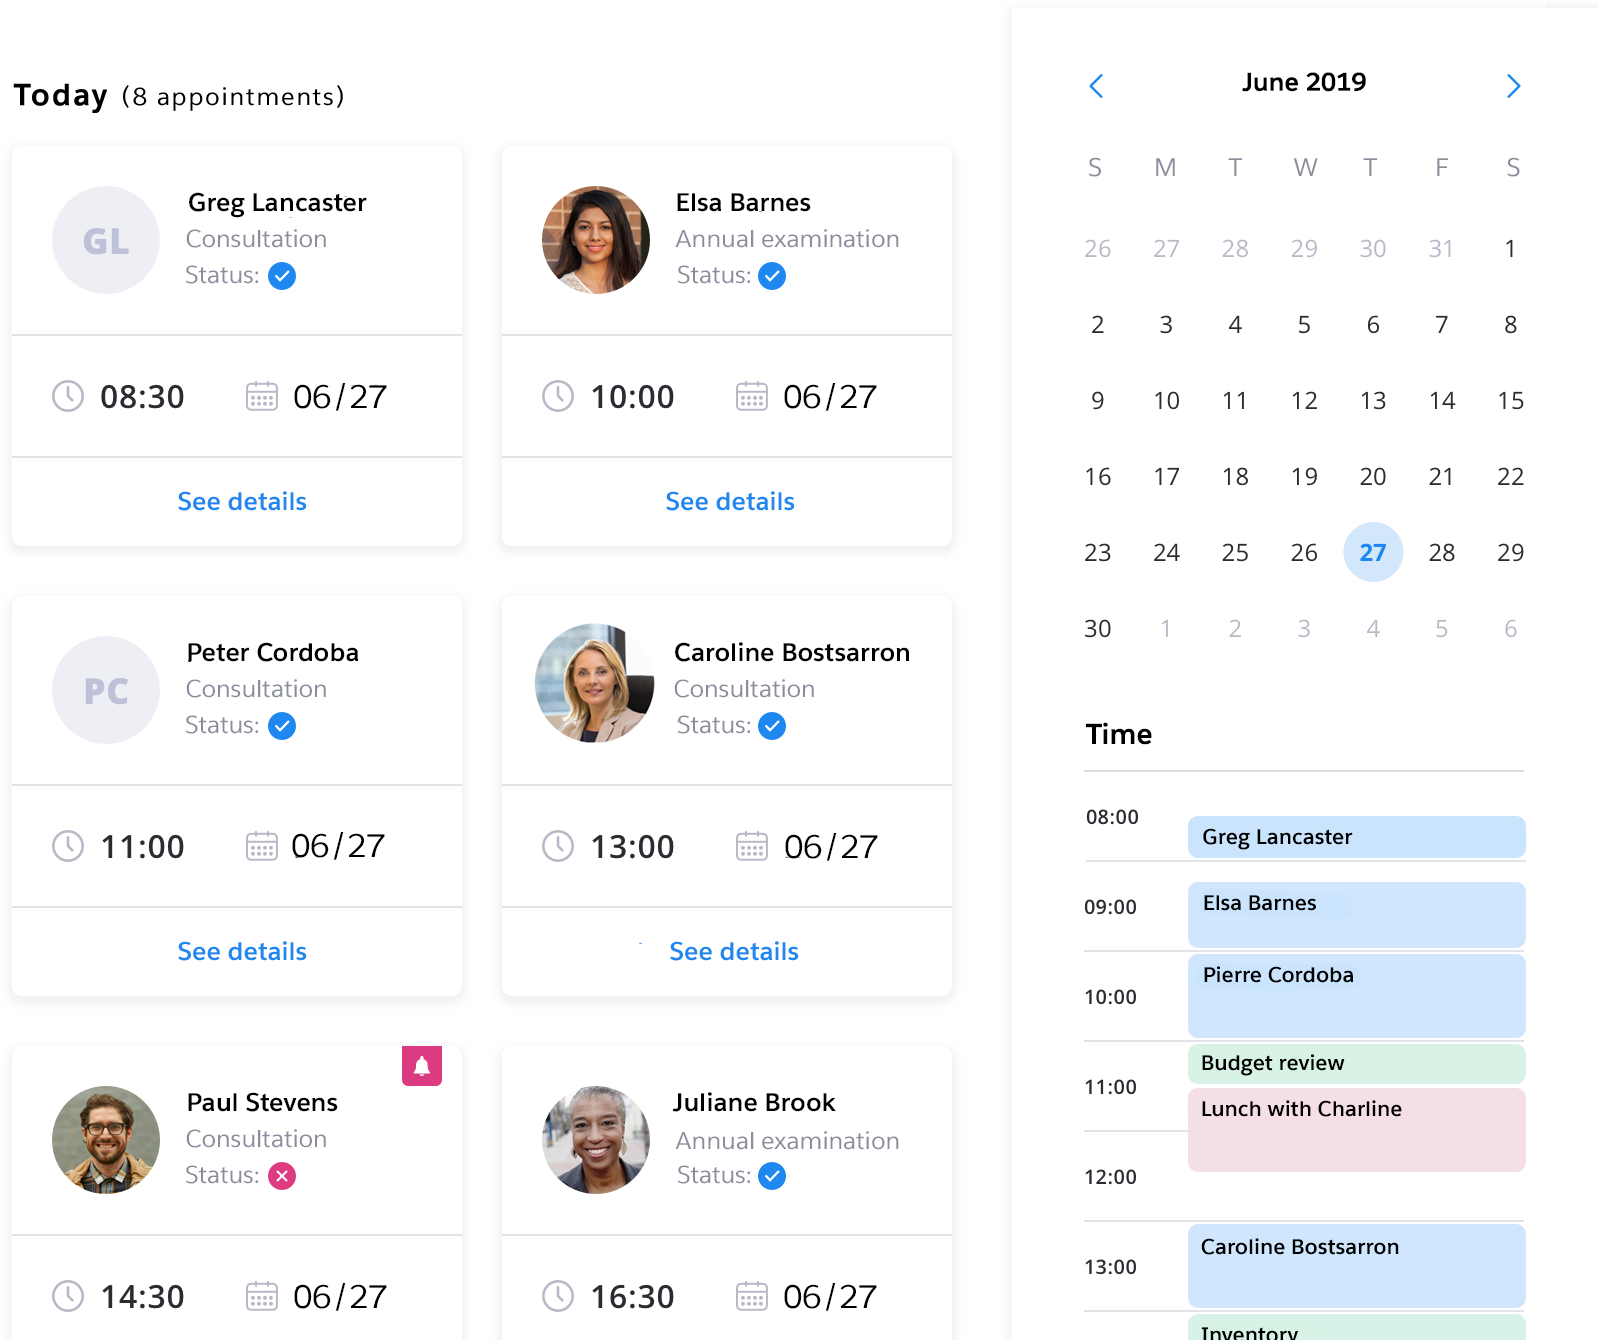 Today (8 appointments)
GL
Greg Lancaster
Consultation
Status:
08:30 06/27
See details
Elsa Barnes
Annual examination
Status:
10:00 06/27
See details
PC
Peter Cordoba
Consultation
Status:
11:00 06/27
See details
Caroline Bostsarron
Consultation
Status:
13:00 06/27
See details
Paul Stevens
Consultation
Status:
14:30 06/27
Juliane Brook
Annual examination
Status:
16:30 06/27
June 2019
S M T W T F S
26 27 28 29 30 31 1
2 3 4 5 6 7 8
9 10 11 12 13 14 15
16 17 18 19 20 21 22
23 24 25 26 27 28 29
30 1 2 3 4 5 6
Time
08:00
Greg Lancaster
Elsa Barnes
09:00
Pierre Cordoba
10:00
Budget review
11:00
Lunch with Charline
12:00
Caroline Bostsarron
13:00
Inventory